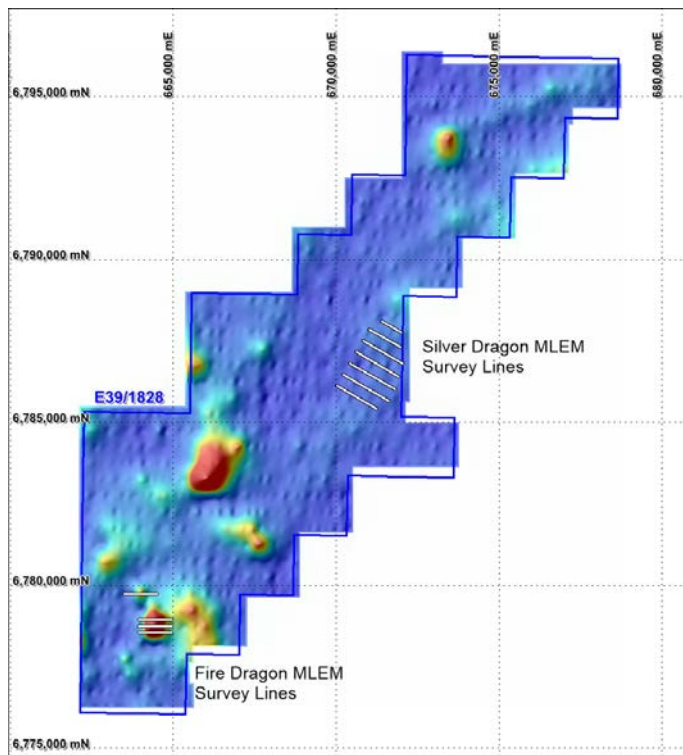 665,000 mE
670,000 mE
675,000 mE
680,000 mE
6,795,000 mN
6,790,000 mN
Silver Dragon MLEM
Survey Lines
E39/1828
6,785,000 mN
6,780,000 mN
Fire Dragon MLEM
Survey Lines
6,775,000 mN